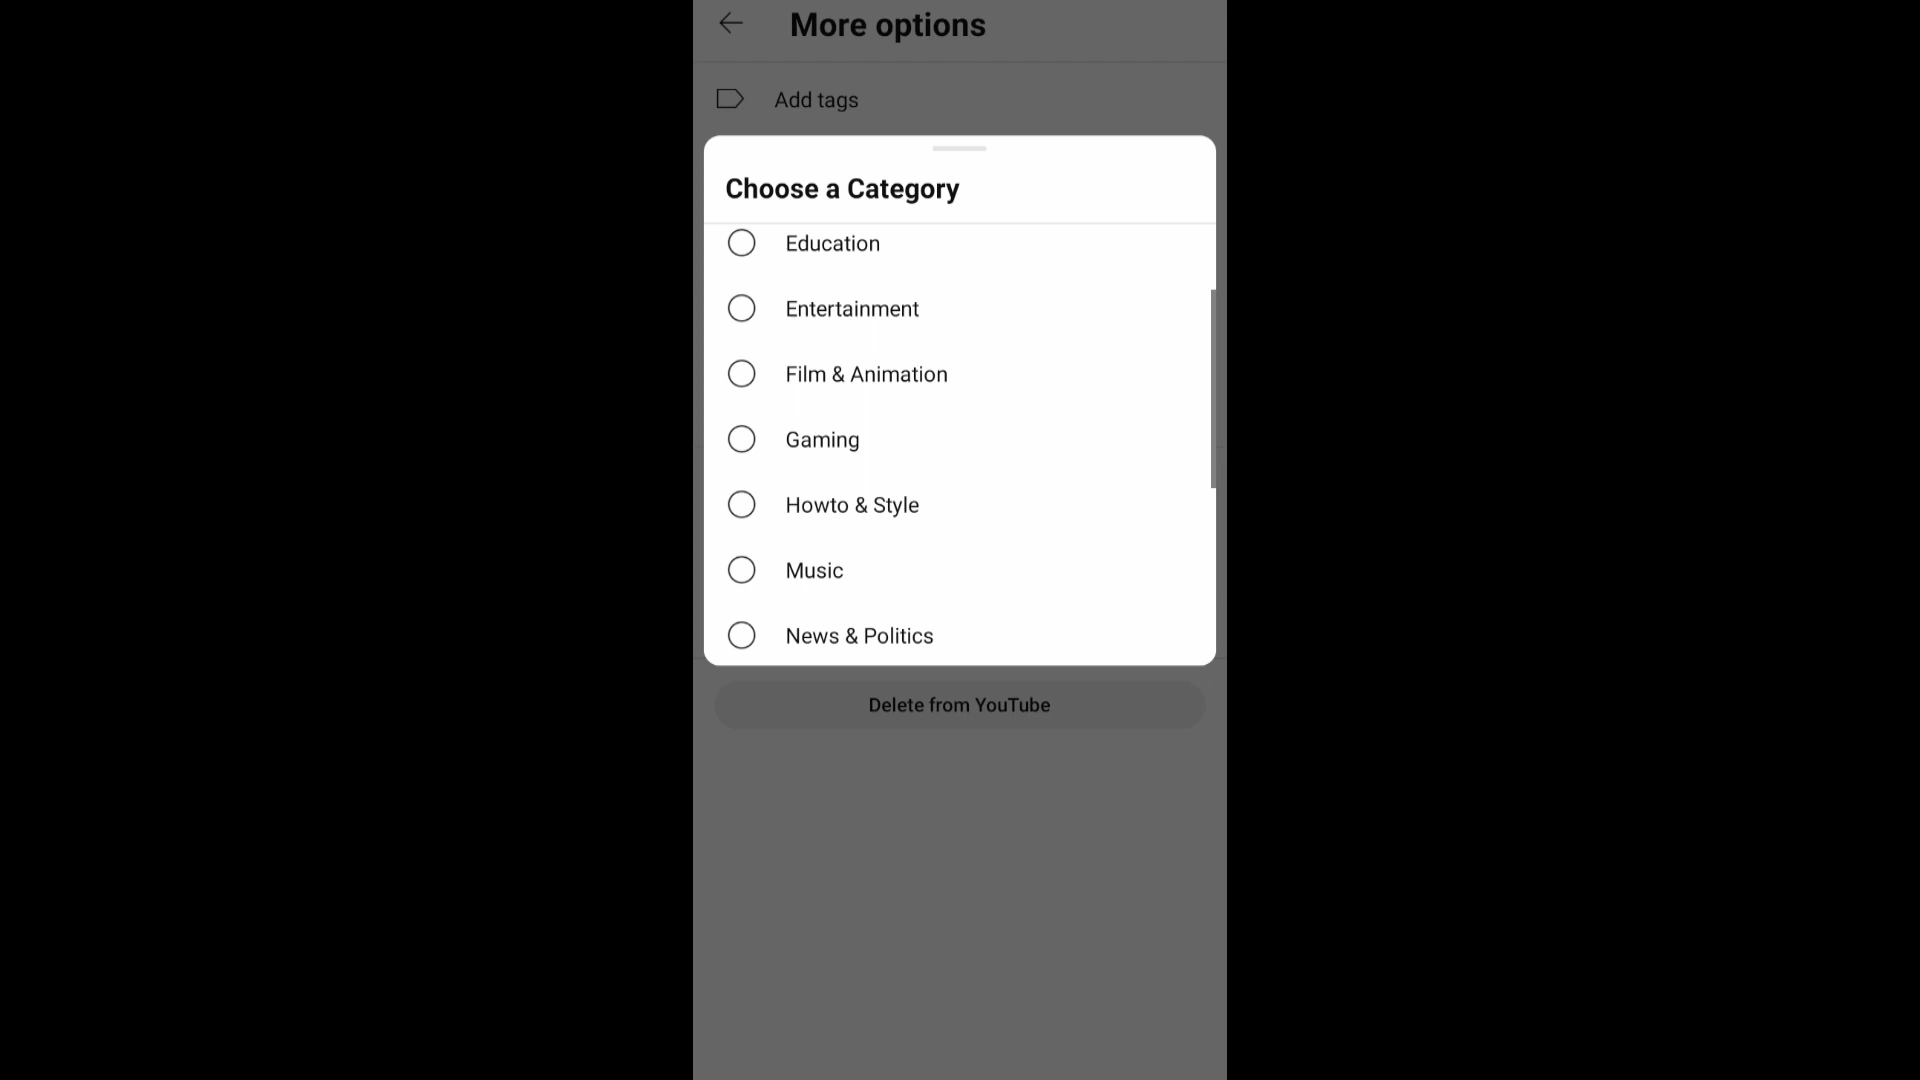 More options
Add tags
Choose a Category
Education
Entertainment
Film & Animation
Gaming
Howto & Style
Music
News & Politics
Delete from YouTube